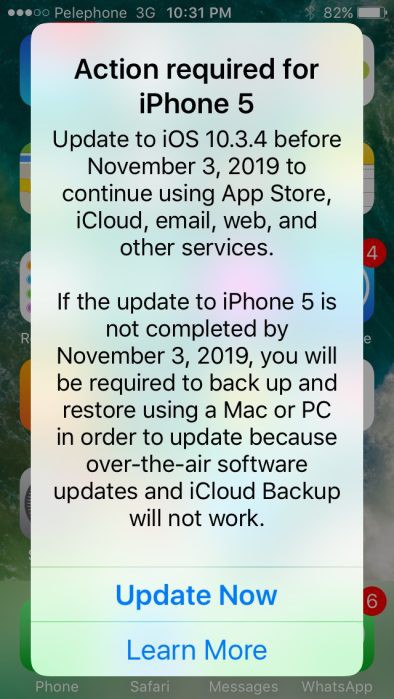 Pelephone 3G 10:31 PM 82%
Action required for
iPhone 5
Update to iOS 10.3.4 before
November 3, 2019 to
continue using App Store,
iCloud, email, web, and
other services.
4
If the update to iPhone 5 is
not completed by
November 3, 2019, you will
be required to back up and
restore using a Mac or PC
in order to update because
over-the-air software
updates and iCloud Backup
will not work.
Update Now
6
Learn More
Phone Safari Messages WhatsApp